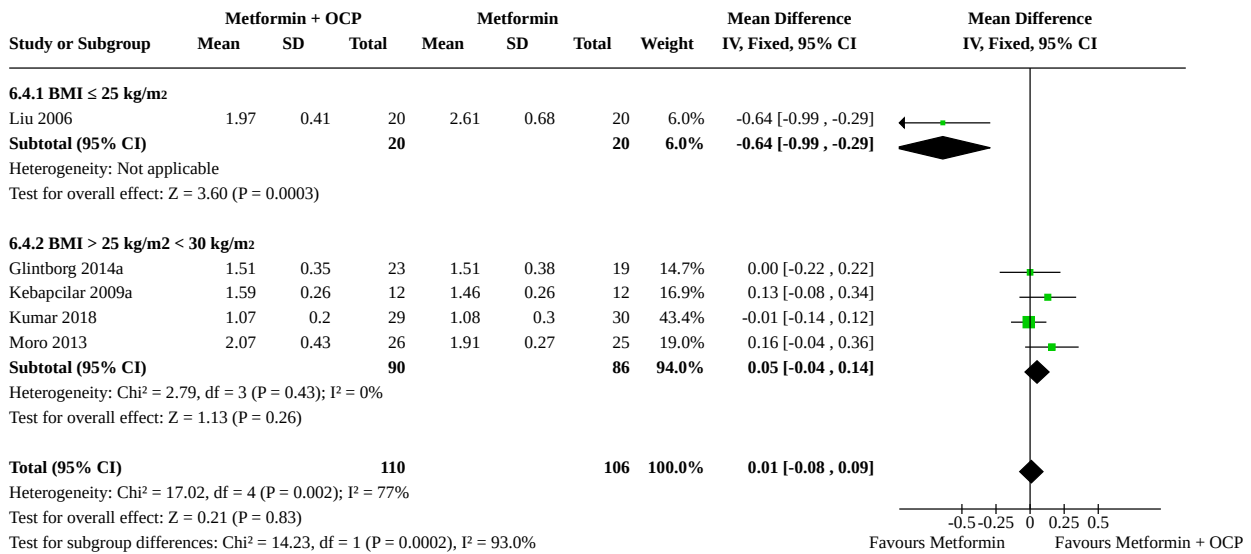 Metformin + OCP Metformin Mean Difference Mean Difference
Study or Subgroup Mean SD Total Mean SD Total Weight IV, Fixed, 95% CI IV, Fixed, 95% CI
6.4.1 BMI ≤ 25 kg/m2
Liu 2006 1.97 0.41 20 2.61 0.68 20 6.0% -0.64 [-0.99 , -0.29]
Subtotal (95% CI) 20 20 6.0% -0.64 [-0.99 , -0.29]
Heterogeneity: Not applicable
Test for overall effect: Z = 3.60 (P = 0.0003)
6.4.2 BMI > 25 kg/m2 < 30 kg/m2
Glintborg 2014a 1.51 0.35 23 1.51 0.38 19 14.7% 0.00 [-0.22 , 0.22]
Kebapcilar 2009a 1.59 0.26 12 1.46 0.26 12 16.9% 0.13 [-0.08 , 0.34]
Kumar 2018 1.07 0.2 29 1.08 0.3 30 43.4% -0.01 [-0.14 , 0.12]
Moro 2013 2.07 0.43 26 1.91 0.27 25 19.0% 0.16 [-0.04 , 0.36]
Subtotal (95% CI) 90 86 94.0% 0.05 [-0.04 , 0.14]
Heterogeneity: Chi² = 2.79, df = 3 (P = 0.43); I² = 0%
Test for overall effect: Z = 1.13 (P = 0.26)
Total (95% CI) 110 106 100.0% 0.01 [-0.08 , 0.09]
Heterogeneity: Chi² = 17.02, df = 4 (P = 0.002); I² = 77%
Test for overall effect: Z = 0.21 (P = 0.83) -0.5 -0.25 0 0.25 0.5
Test for subgroup differences: Chi² = 14.23, df = 1 (P = 0.0002), I² = 93.0% Favours Metformin Favours Metformin + OCP